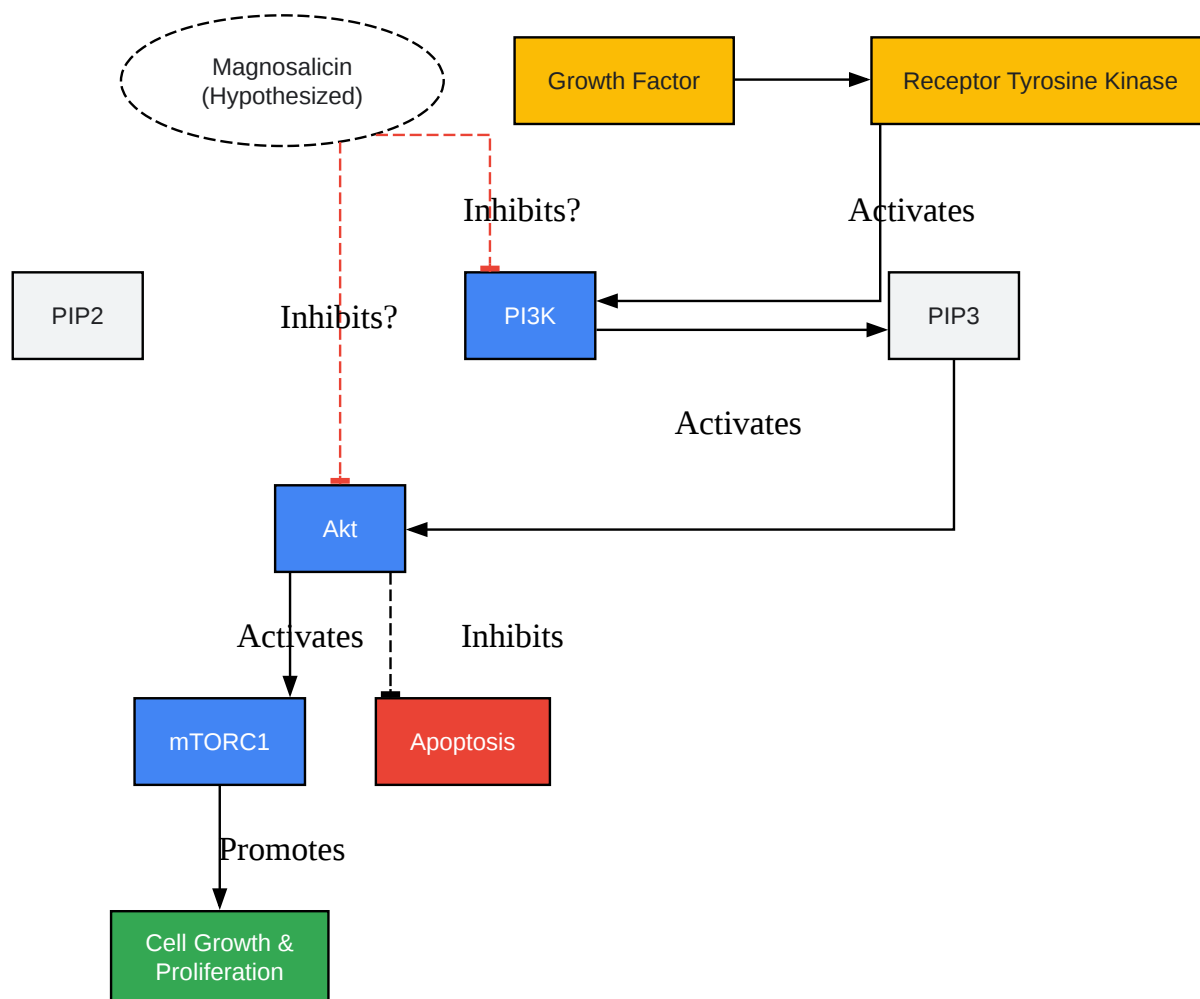 Magnosalicin
(Hypothesized)
Growth Factor
Receptor Tyrosine Kinase
Inhibits?
Activates
PIP2
Inhibits?
PI3K
PIP3
Activates
Akt
Activates
Inhibits
mTORC1
Apoptosis
Promotes
Cell Growth &
Proliferation